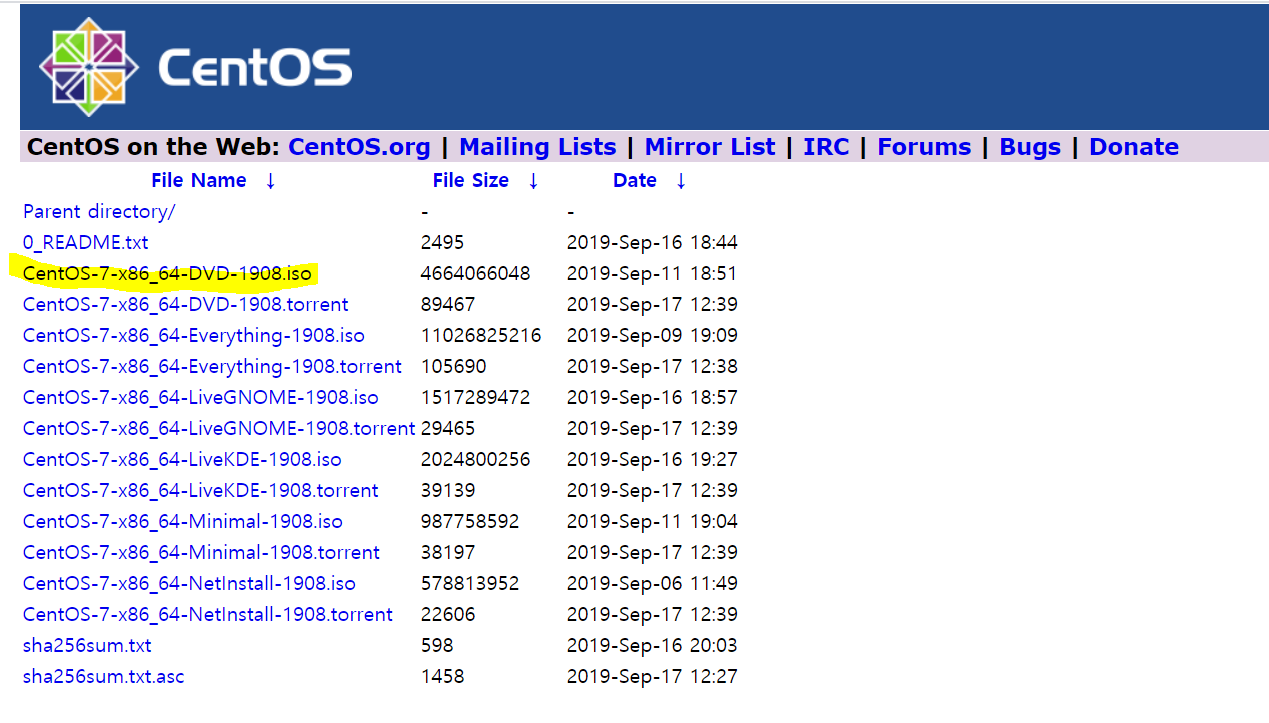 CentOS
CentOS on the Web: CentOS.org | Mailing Lists | Mirror List | IRC | Forums | Bugs | Donate
File Name ↓ File Size ↓ Date ↓
Parent directory/ - -
0_README.txt 2495 2019-Sep-16 18:44
CentOS-7-x86_64-DVD-1908.iso 4664066048 2019-Sep-11 18:51
CentOS-7-x86_64-DVD-1908.torrent 89467 2019-Sep-17 12:39
CentOS-7-x86_64-Everything-1908.iso 11026825216 2019-Sep-09 19:09
CentOS-7-x86_64-Everything-1908.torrent 105690 2019-Sep-17 12:38
CentOS-7-x86_64-LiveGNOME-1908.iso 1517289472 2019-Sep-16 18:57
CentOS-7-x86_64-LiveGNOME-1908.torrent 29465 2019-Sep-17 12:39
CentOS-7-x86_64-LiveKDE-1908.iso 2024800256 2019-Sep-16 19:27
CentOS-7-x86_64-LiveKDE-1908.torrent 39139 2019-Sep-17 12:39
CentOS-7-x86_64-Minimal-1908.iso 987758592 2019-Sep-11 19:04
CentOS-7-x86_64-Minimal-1908.torrent 38197 2019-Sep-17 12:39
CentOS-7-x86_64-NetInstall-1908.iso 578813952 2019-Sep-06 11:49
CentOS-7-x86_64-NetInstall-1908.torrent 22606 2019-Sep-17 12:39
sha256sum.txt 598 2019-Sep-16 20:03
sha256sum.txt.asc 1458 2019-Sep-17 12:27